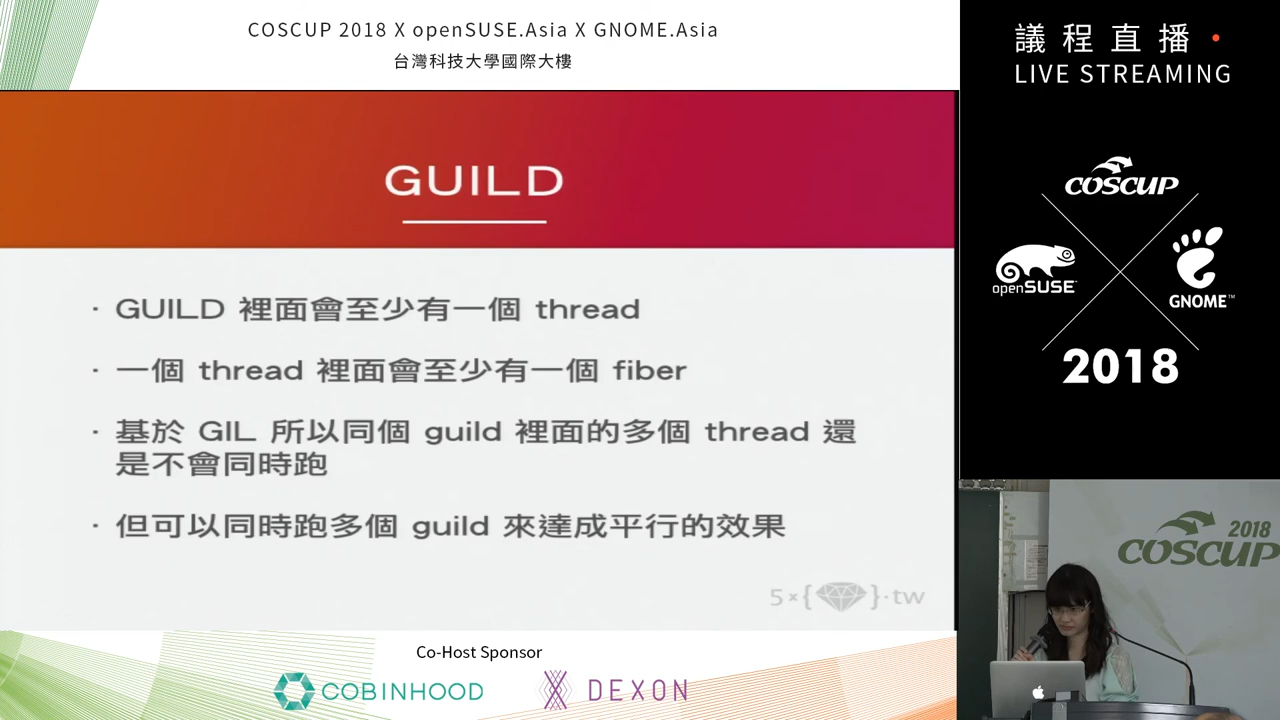 COSCUP 2018 X openSUSE.Asia X GNOME.Asia
台灣科技大學國際大樓
議程直播
LIVE STREAMING
COSCUP
openSUSE
GNOME™
2018
GUILD
· GUILD 裡面會至少有一個 thread
· 一個 thread 裡面會至少有一個 fiber
· 基於 GIL 所以同個 guild 裡面的多個 thread 還
是不會同時跑
· 但可以同時跑多個 guild 來達成平行的效果
5×{ }·tw
2018
COSCUP
Co-Host Sponsor
COBINHOOD
DEXON